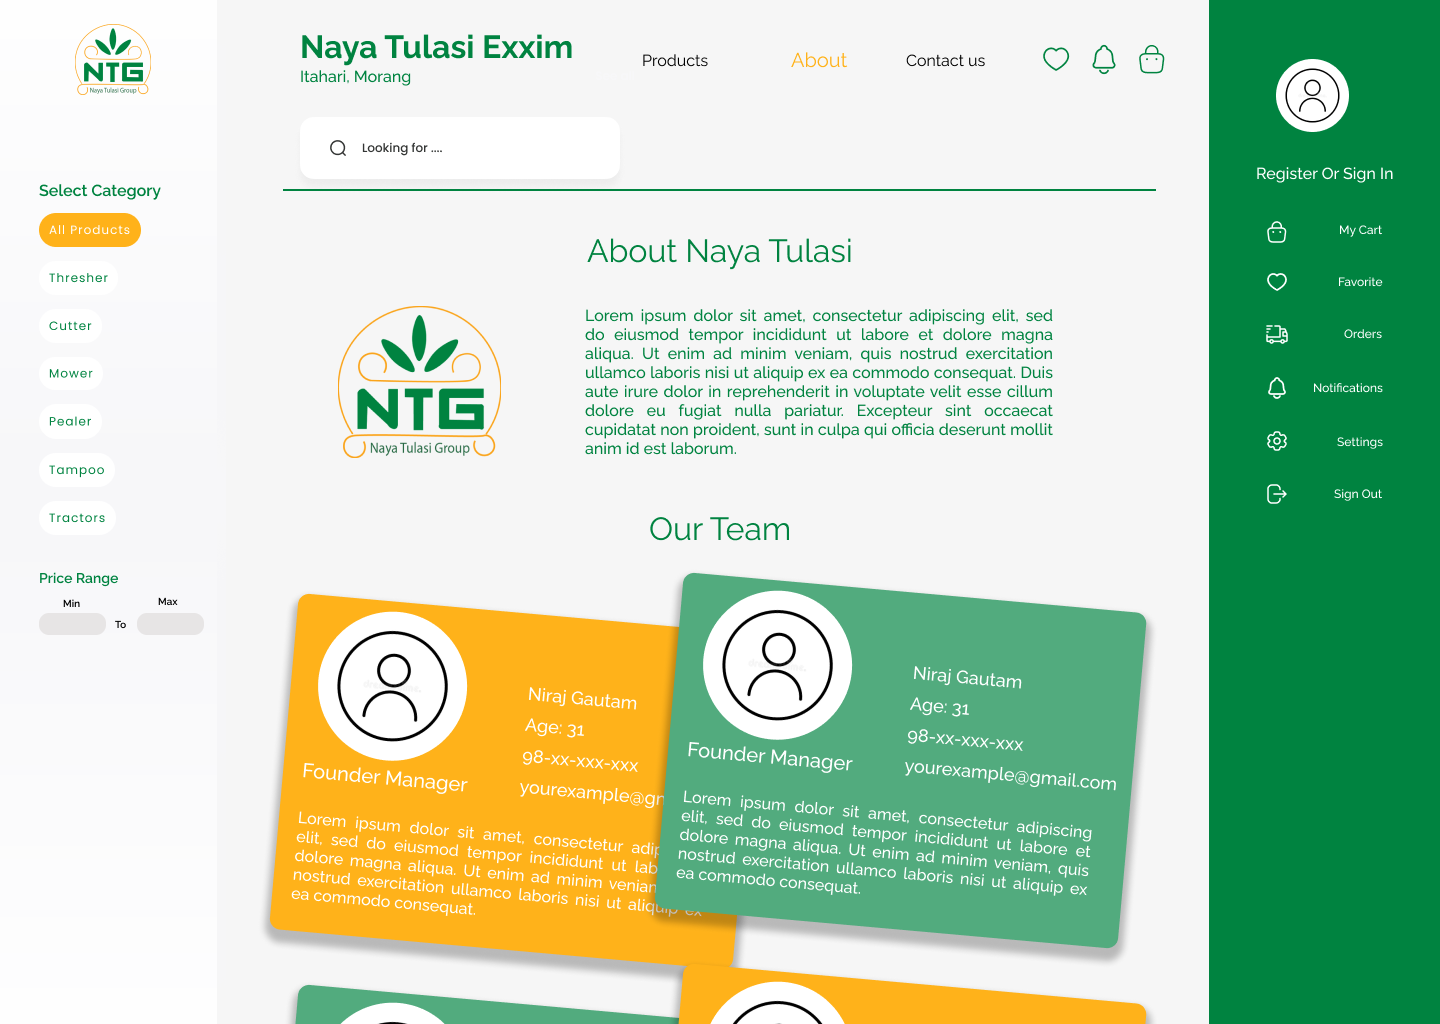 NTG
Naya Tulasi Group
Naya Tulasi Exxim
Itahari, Morang
Products
About
Contact us
Looking for ....
Select Category
All Products
Thresher
Cutter
Mower
Pealer
Tampoo
Tractors
Price Range
Min
Max
To
About Naya Tulasi
NTG
Naya Tulasi Group
Lorem ipsum dolor sit amet, consectetur adipiscing elit, sed
do eiusmod tempor incididunt ut labore et dolore magna
aliqua. Ut enim ad minim veniam, quis nostrud exercitation
ullamco laboris nisi ut aliquip ex ea commodo consequat. Duis
aute irure dolor in reprehenderit in voluptate velit esse cillum
dolore eu fugiat nulla pariatur. Excepteur sint occaecat
cupidatat non proident, sunt in culpa qui officia deserunt mollit
anim id est laborum.
Our Team
Niraj Gautam
Age: 31
98-xx-xxx-xxx
yourexample@gm
Founder Manager
Lorem ipsum dolor sit amet, consectetur adip
elit, sed do eiusmod tempor incididunt ut lab
dolore magna aliqua. Ut enim ad minim veniam
nostrud exercitation ullamco laboris nisi ut aliquip ex
ea commodo consequat.
Niraj Gautam
Age: 31
98-xx-xxx-xxx
yourexample@gmail.com
Founder Manager
Lorem ipsum dolor sit amet, consectetur adipiscing
elit, sed do eiusmod tempor incididunt ut labore et
dolore magna aliqua. Ut enim ad minim veniam, quis
nostrud exercitation ullamco laboris nisi ut aliquip ex
ea commodo consequat.
Register Or Sign In
My Cart
Favorite
Orders
Notifications
Settings
Sign Out